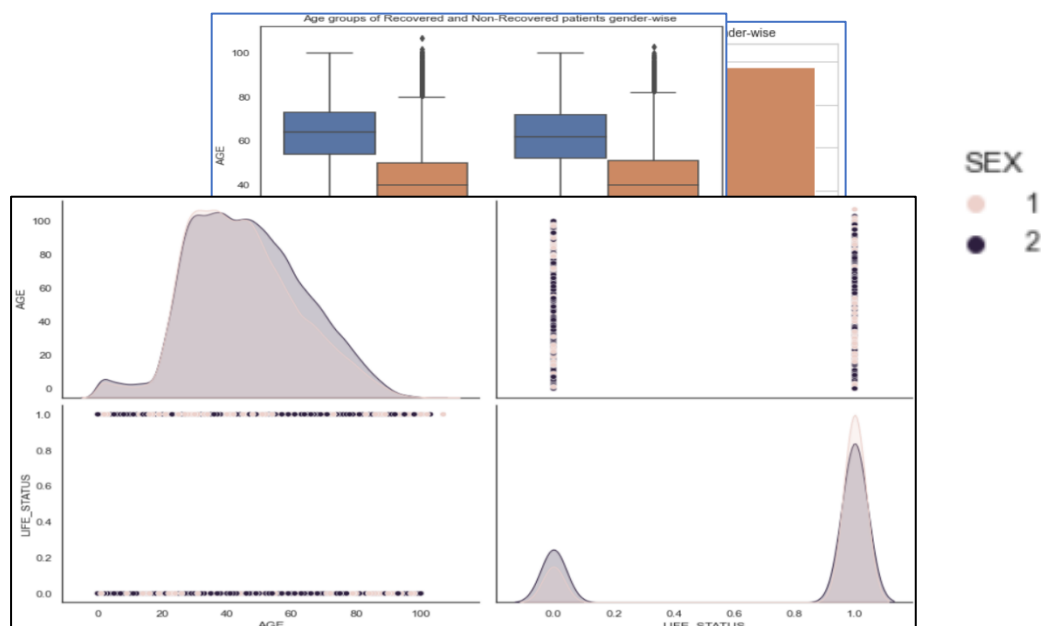 Age groups of Recovered and Non-Recovered patients gender-wise
der-wise
100
80
60
40
AGE
SEX
1
2
100
80
60
40
20
0
AGE
1.0
0.8
0.6
0.4
0.2
0.0
LIFE_STATUS
0 20 40 60 80 100
AGE
0.0 0.2 0.4 0.6 0.8 1.0
LIFE_STATUS